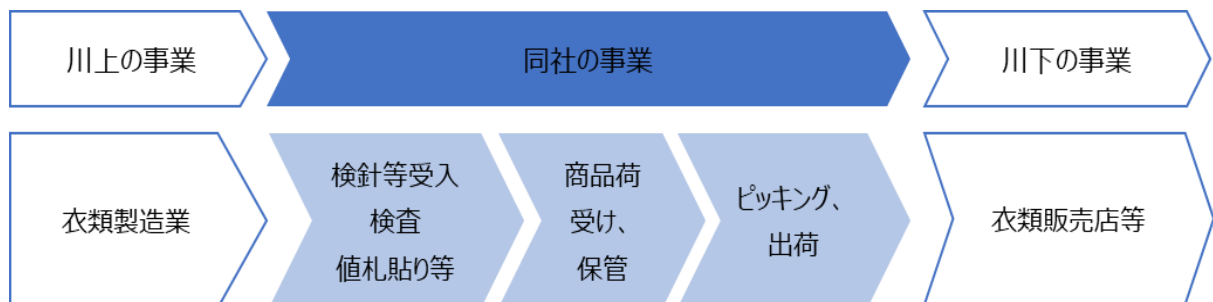 川上の事業
同社の事業
川下の事業
衣類製造業
検針等受入
検査
値札貼り等
商品荷
受け、
保管
ピッキング、
出荷
衣類販売店等